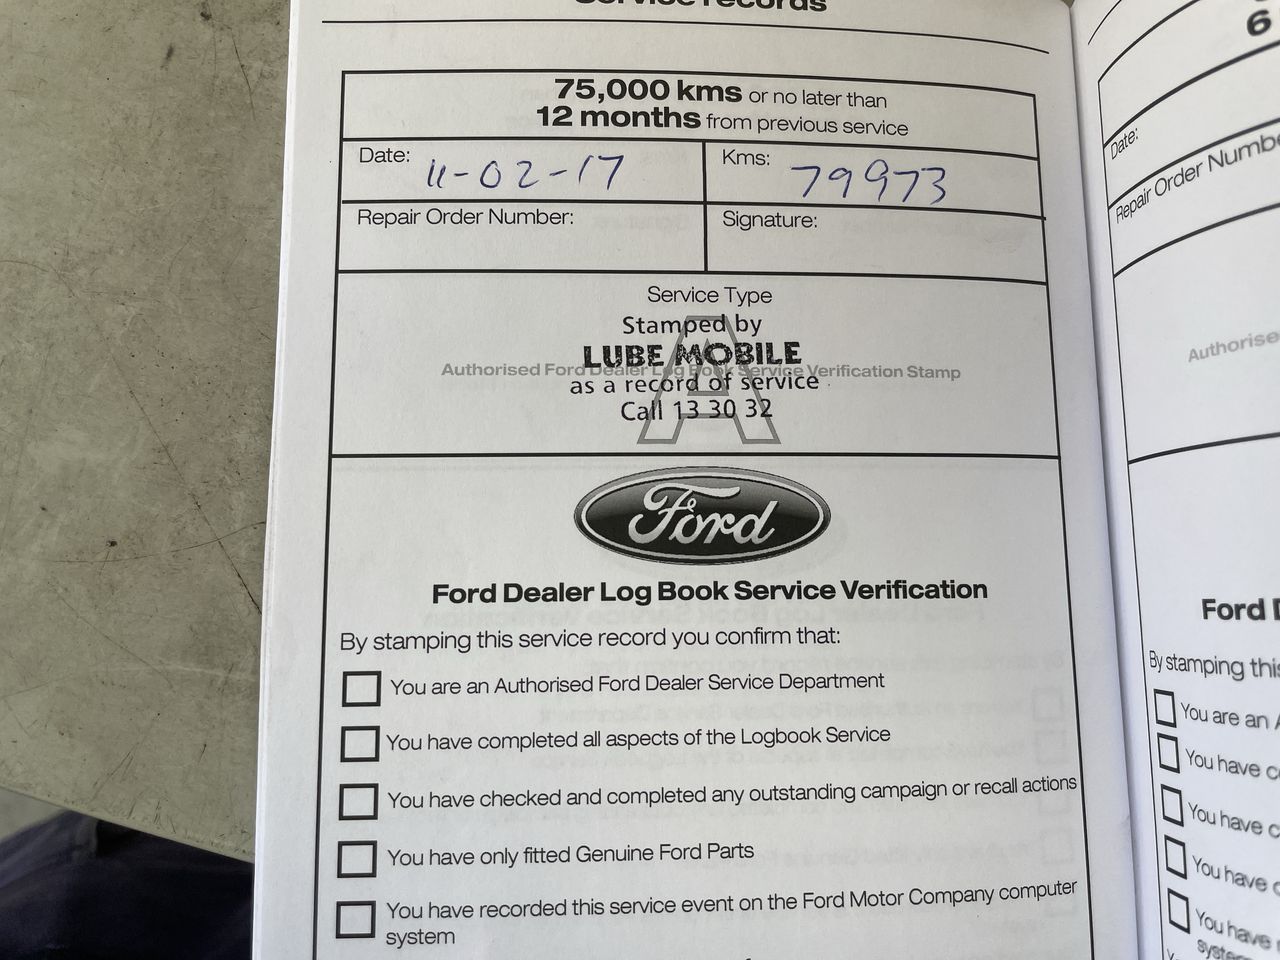 Service records
75,000 kms or no later than
12 months from previous service
Date: 11-02-17
Kms: 79973
Repair Order Number:
Signature:
Service Type
Stamped by
LUBE MOBILE
Authorised Ford Dealer Log Book Service Verification Stamp
as a record of service
Call 13 30 32
A
Ford
Ford Dealer Log Book Service Verification
By stamping this service record you confirm that:
You are an Authorised Ford Dealer Service Department
You have completed all aspects of the Logbook Service
You have checked and completed any outstanding campaign or recall actions
You have only fitted Genuine Ford Parts
You have recorded this service event on the Ford Motor Company computer
system
6
Date:
Repair Order Numbe
Authorise
Ford D
By stamping this
You are an A
You have c
You have c
You have c
You have r
system